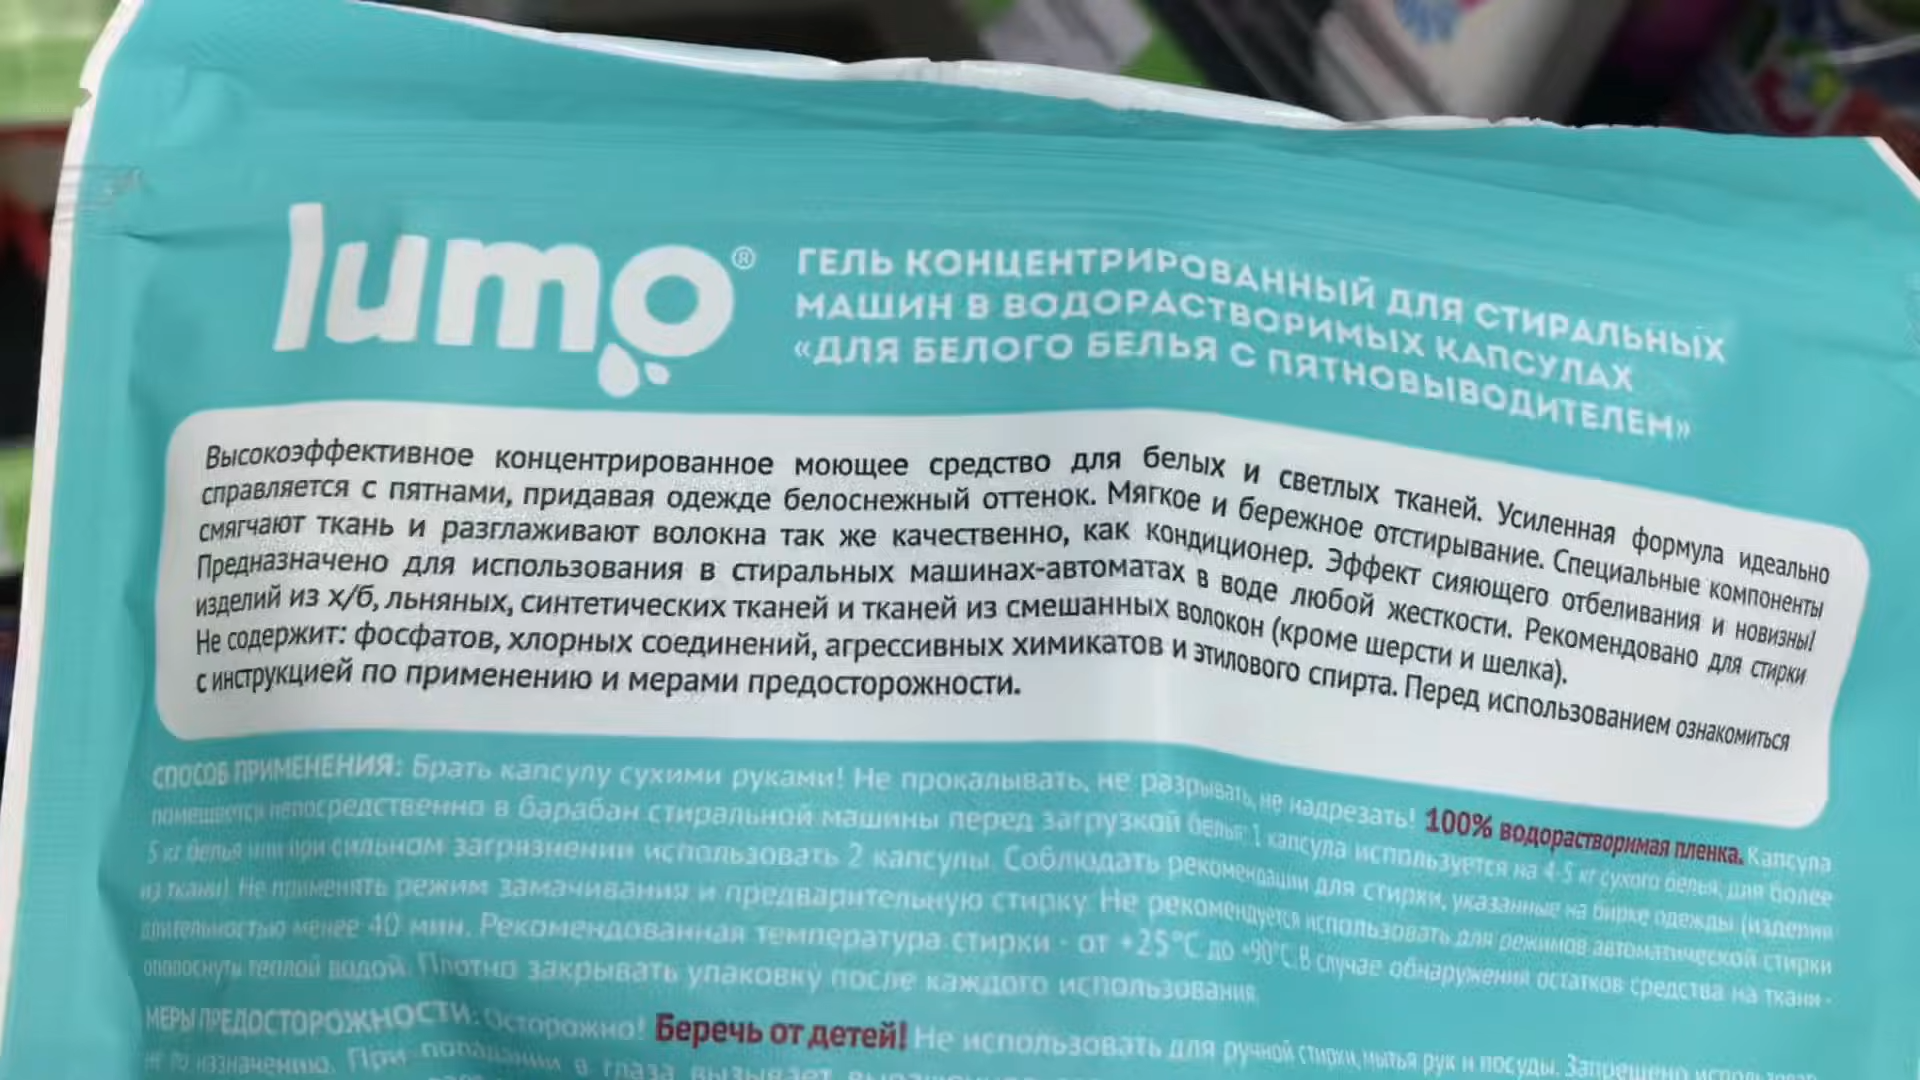 lumo®
ГЕЛЬ КОНЦЕНТРИРОВАННЫЙ ДЛЯ СТИРАЛЬНЫХ
МАШИН В ВОДОРАСТВОРИМЫХ КАПСУЛАХ
«ДЛЯ БЕЛОГО БЕЛЬЯ С ПЯТНОВЫВОДИТЕЛЕМ»
Высокоэффективное концентрированное моющее средство для белых и светлых тканей. Усиленная формула идеально
справляется с пятнами, придавая одежде белоснежный оттенок. Мягкое и бережное отстирывание. Специальные компоненты
смягчают ткань и разглаживают волокна так же качественно, как кондиционер. Эффект сияющего отбеливания и новизны!
Предназначено для использования в стиральных машинах-автоматах в воде любой жесткости. Рекомендовано для стирки
изделий из х/б, льняных, синтетических тканей и тканей из смешанных волокон (кроме шерсти и шелка).
Не содержит: фосфатов, хлорных соединений, агрессивных химикатов и этилового спирта. Перед использованием ознакомиться
с инструкцией по применению и мерами предосторожности.
СПОСОБ ПРИМЕНЕНИЯ: Брать капсулу сухими руками! Не прокалывать, не разрывать, не надрезать! 100% водорастворимая пленка. Капсула
помещается непосредственно в барабан стиральной машины перед загрузкой белья: 1 капсула используется на 4-5 кг сухого белья, для более
5 кг белья или при сильном загрязнении использовать 2 капсулы. Соблюдать рекомендации для стирки, указанные на бирке одежды (изделия
из ткани). Не применять режим замачивания и предварительную стирку. Не рекомендуется использовать для режимов автоматической стирки
длительностью менее 40 мин. Рекомендованная температура стирки - от +25°C до +90°C. В случае обнаружения остатков средства на ткани -
ополоснуть теплой водой. Плотно закрывать упаковку после каждого использования.
МЕРЫ ПРЕДОСТОРОЖНОСТИ: Осторожно! Беречь от детей! Не использовать для ручной стирки, мытья рук и посуды. Запрещено использовать
не по назначению. При попадании в глаза вызывает